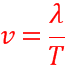 v = λ/T